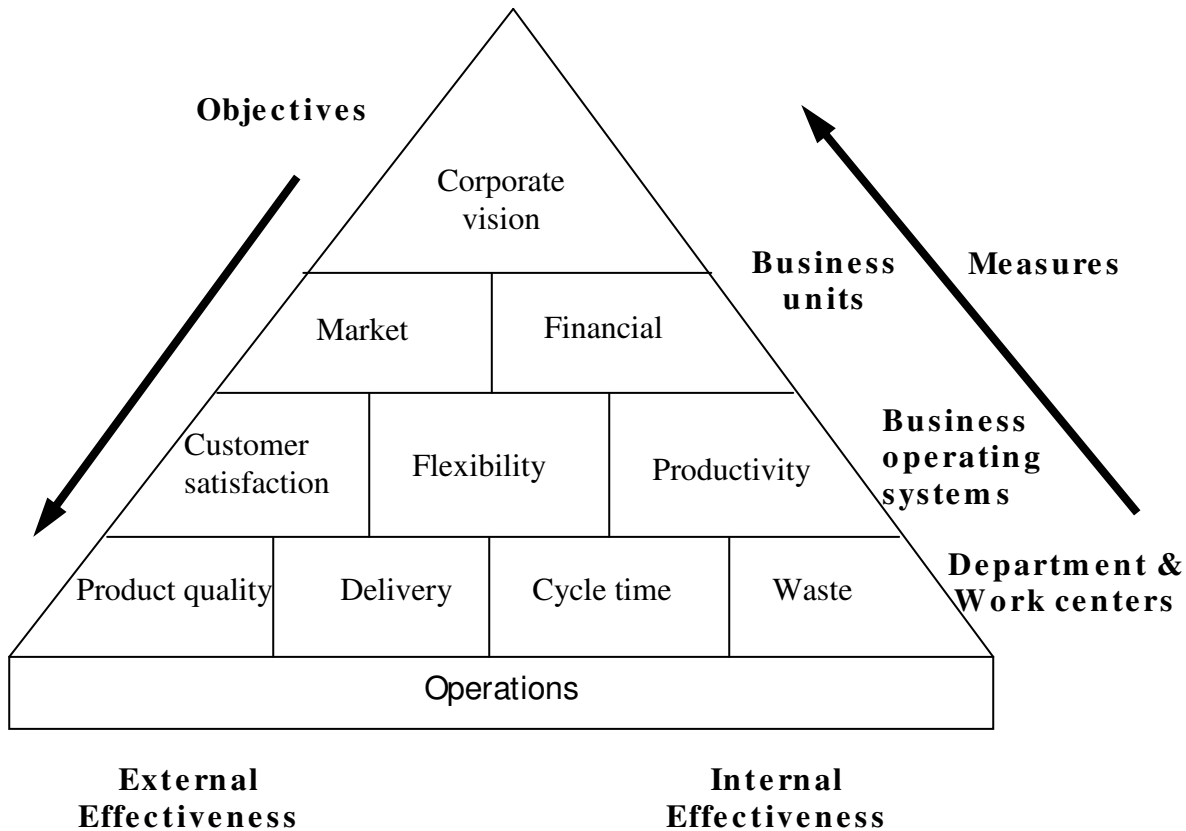 Objectives
Corporate
vision
Business
units
Measures
Market
Financial
Business
operating
systems
Customer
satisfaction
Flexibility
Productivity
Department &
Work centers
Product quality
Delivery
Cycle time
Waste
Operations
External
Effectiveness
Internal
Effectiveness